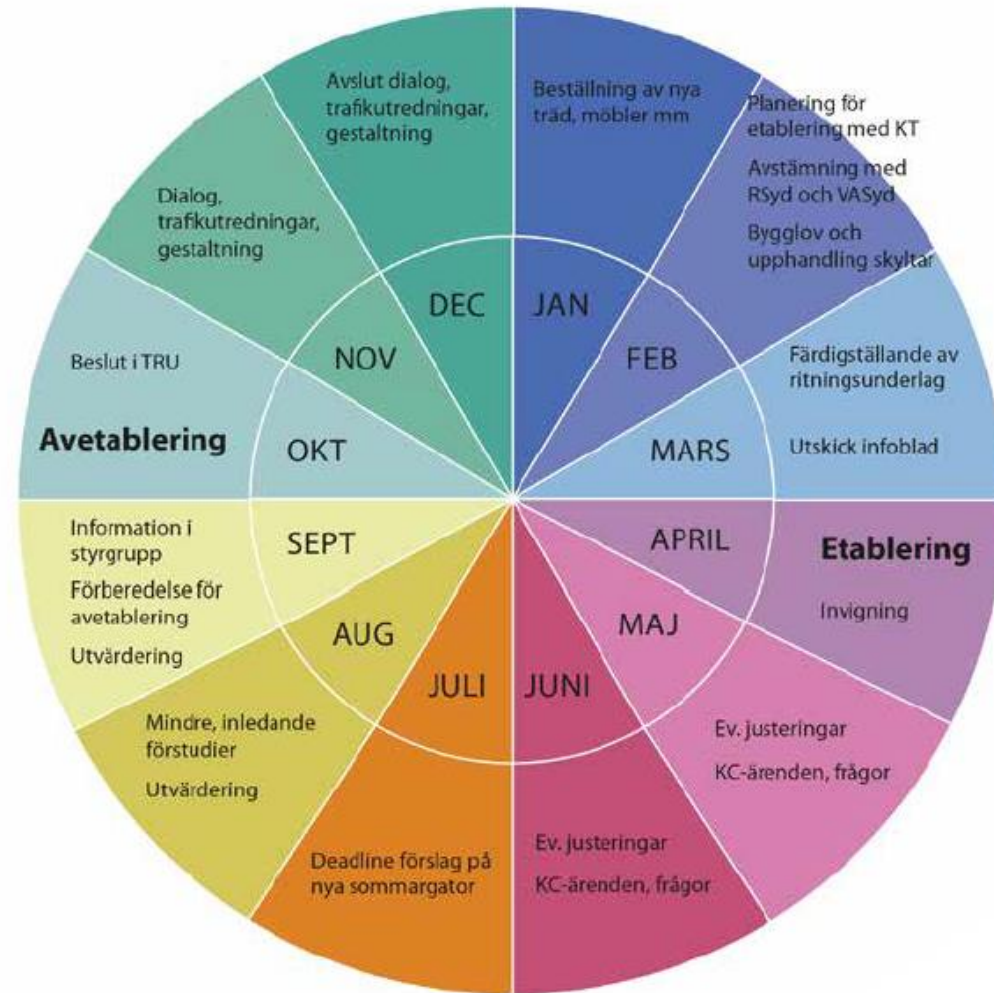 Beställning av nya
träd, möbler mm
JAN
Planering för
etablering med KT
Avstämning med
RSyd och VASyd
Bygglov och
upphandling skyltar
FEB
Färdigställande av
ritningsunderlag
Utskick infoblad
MARS
Etablering
Invigning
APRIL
Ev. justeringar
KC-ärenden, frågor
MAJ
Ev. justeringar
KC-ärenden, frågor
JUNI
Deadline förslag på
nya sommargator
JULI
Mindre, inledande
förstudier
Utvärdering
AUG
Information i
styrgrupp
Förberedelse för
avetablering
Utvärdering
SEPT
Beslut i TRU
Avetablering
OKT
Dialog,
trafikutredningar,
gestaltning
NOV
Avslut dialog,
trafikutredningar,
gestaltning
DEC